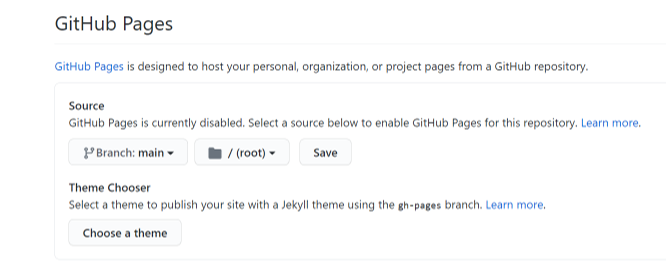 GitHub Pages
GitHub Pages is designed to host your personal, organization, or project pages from a GitHub repository.
Source
GitHub Pages is currently disabled. Select a source below to enable GitHub Pages for this repository. Learn more.
Branch: main / (root) Save
Theme Chooser
Select a theme to publish your site with a Jekyll theme using the gh-pages branch. Learn more.
Choose a theme